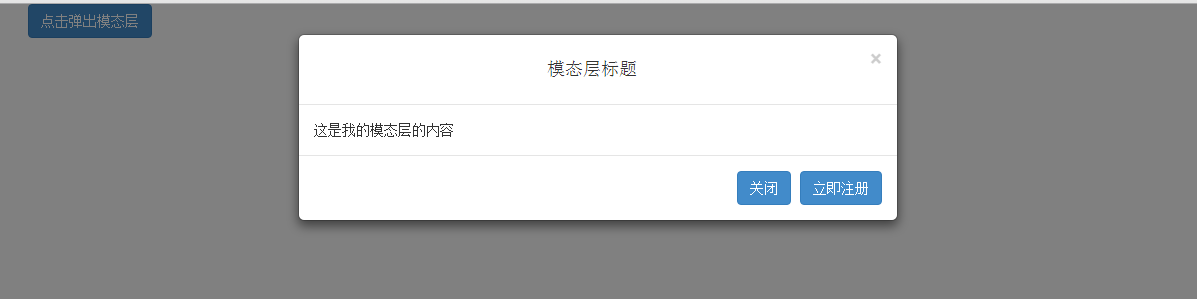 点击弹出模态层
模态层标题
×
这是我的模态层的内容
关闭 立即注册